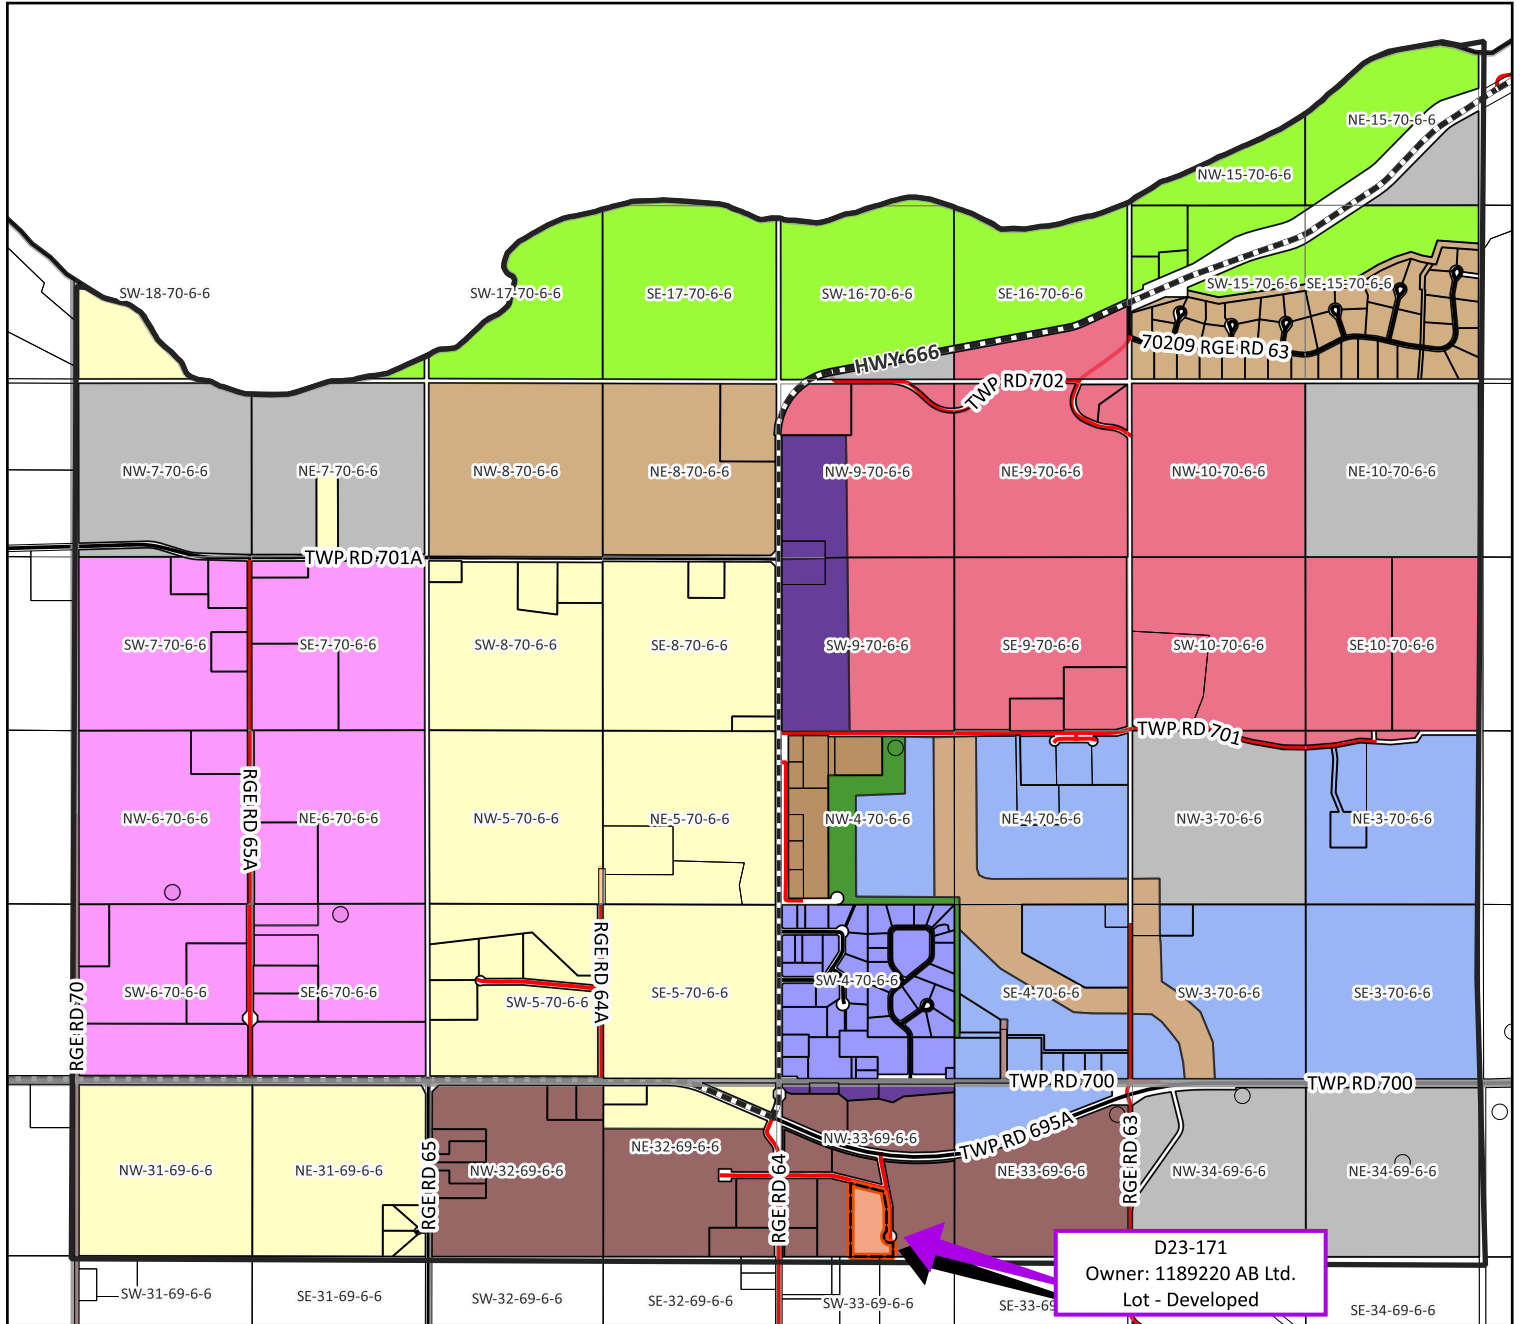 NE-15-70-6-6
NW-15-70-6-6
SW-18-70-6-6
SW-17-70-6-6
SE-17-70-6-6
SW-16-70-6-6
SE-16-70-6-6
SW-15-70-6-6
SE-15-70-6-6
70209 RGE RD 63
HWY 666
TWP RD 702
NW-7-70-6-6
NE-7-70-6-6
NW-8-70-6-6
NE-8-70-6-6
NW-9-70-6-6
NE-9-70-6-6
NW-10-70-6-6
NE-10-70-6-6
TWP RD 701A
SW-7-70-6-6
SE-7-70-6-6
SW-8-70-6-6
SE-8-70-6-6
SW-9-70-6-6
SE-9-70-6-6
SW-10-70-6-6
SE-10-70-6-6
TWP RD 701
RGE RD 65A
NW-6-70-6-6
NE-6-70-6-6
NW-5-70-6-6
NE-5-70-6-6
NW-4-70-6-6
NE-4-70-6-6
NW-3-70-6-6
NE-3-70-6-6
RGE RD 64A
RGE RD 70
SW-6-70-6-6
SE-6-70-6-6
SW-5-70-6-6
SE-5-70-6-6
SW-4-70-6-6
SE-4-70-6-6
SW-3-70-6-6
SE-3-70-6-6
TWP RD 700
TWP RD 700
TWP RD 695A
NW-31-69-6-6
NE-31-69-6-6
RGE RD 65
NW-32-69-6-6
NE-32-69-6-6
RGE RD 64
NW-33-69-6-6
NE-33-69-6-6
RGE RD 63
NW-34-69-6-6
NE-34-69-6-6
D23-171
Owner: 1189220 AB Ltd.
Lot - Developed
SW-31-69-6-6
SE-31-69-6-6
SW-32-69-6-6
SE-32-69-6-6
SW-33-69-6-6
SE-33-69
SE-34-69-6-6